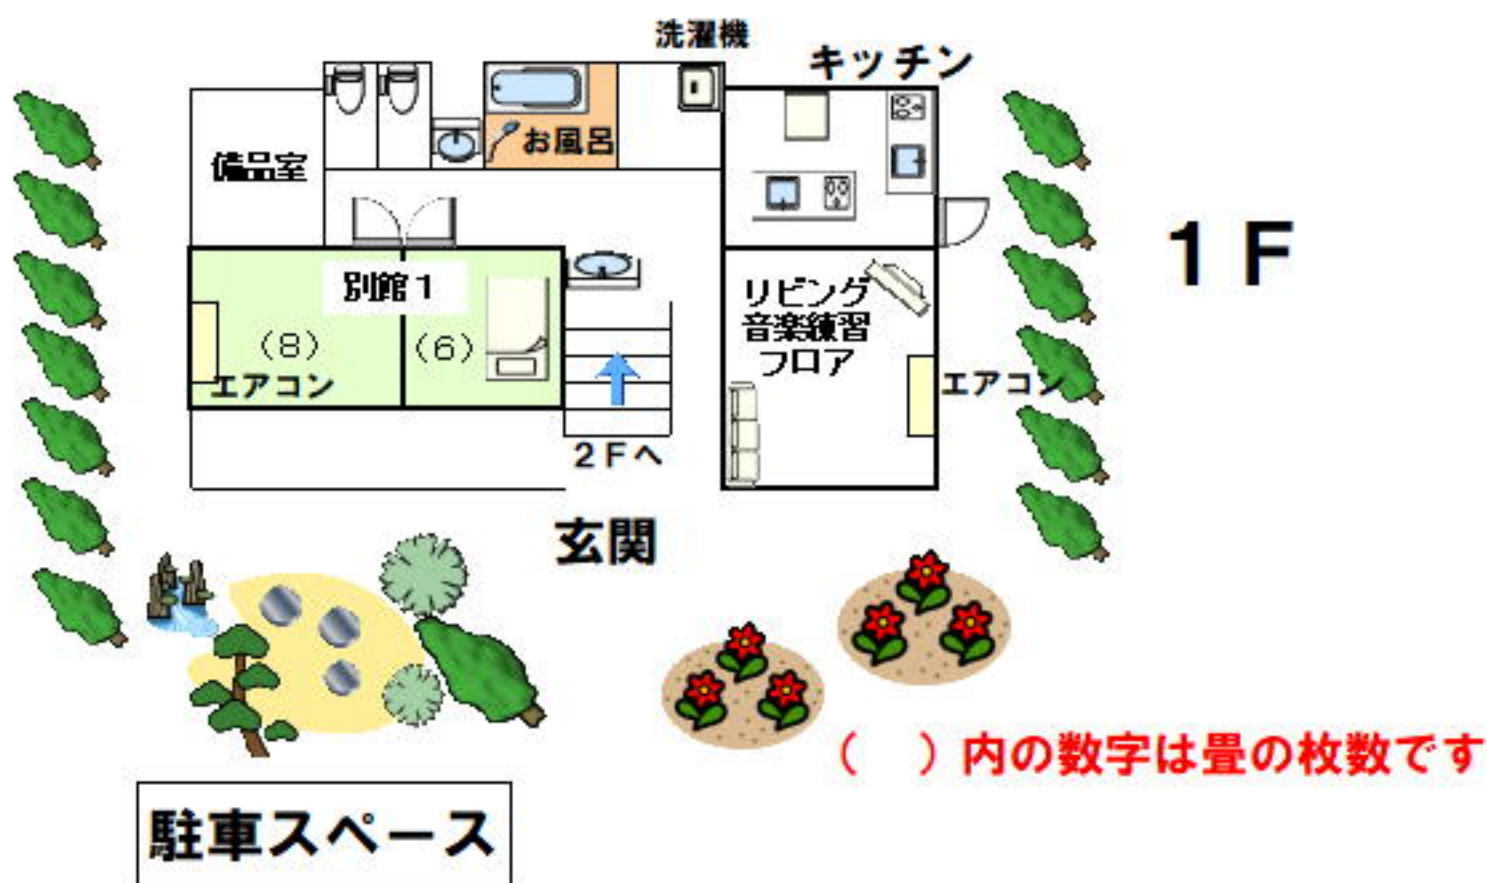 洗濯機
キッチン
お風呂
備品室
別館1
(8)
(6)
エアコン
2Fへ
リビング
音楽練習
フロア
エアコン
1F
玄関
( )内の数字は畳の枚数です
駐車スペース